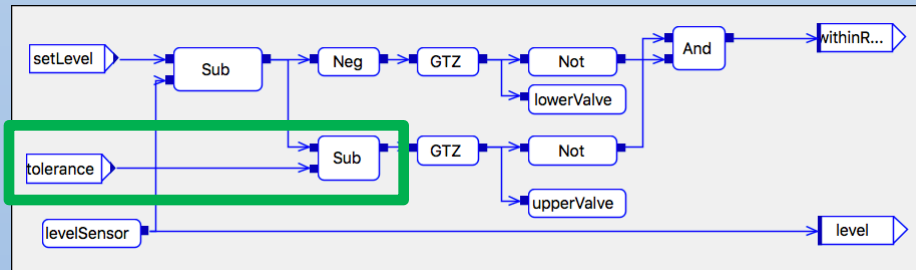 setLevel
Sub
Neg
GTZ
Not
And
withinR...
lowerValve
tolerance
Sub
GTZ
Not
upperValve
levelSensor
level